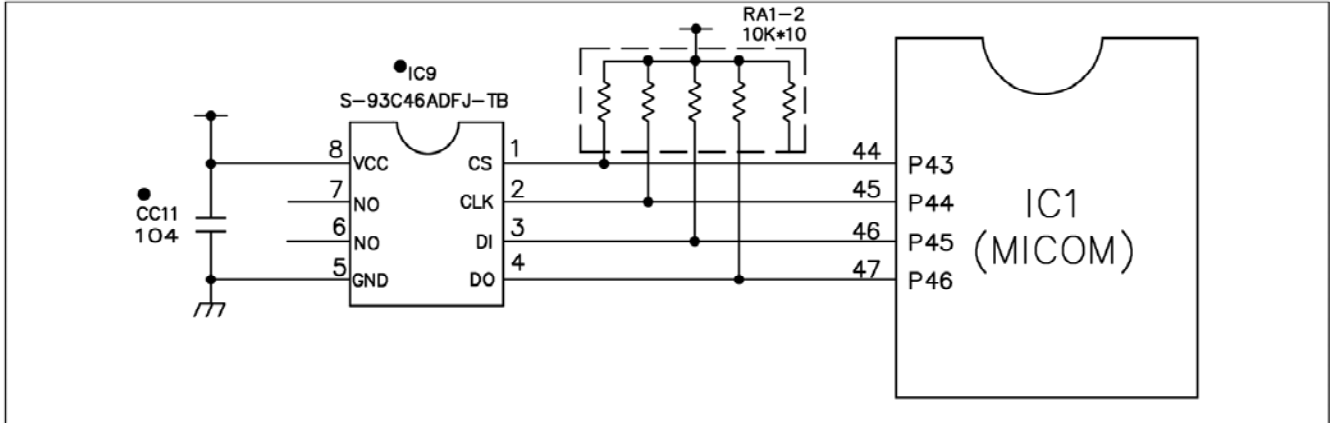 RA1-2
10K*10
IC9
S-93C46ADFJ-TB
8 VCC CS 1 44 P43
7 NO CLK 2 45 P44
6 NO DI 3 46 P45
5 GND DO 4 47 P46
CC11
104
IC1
(MICOM)